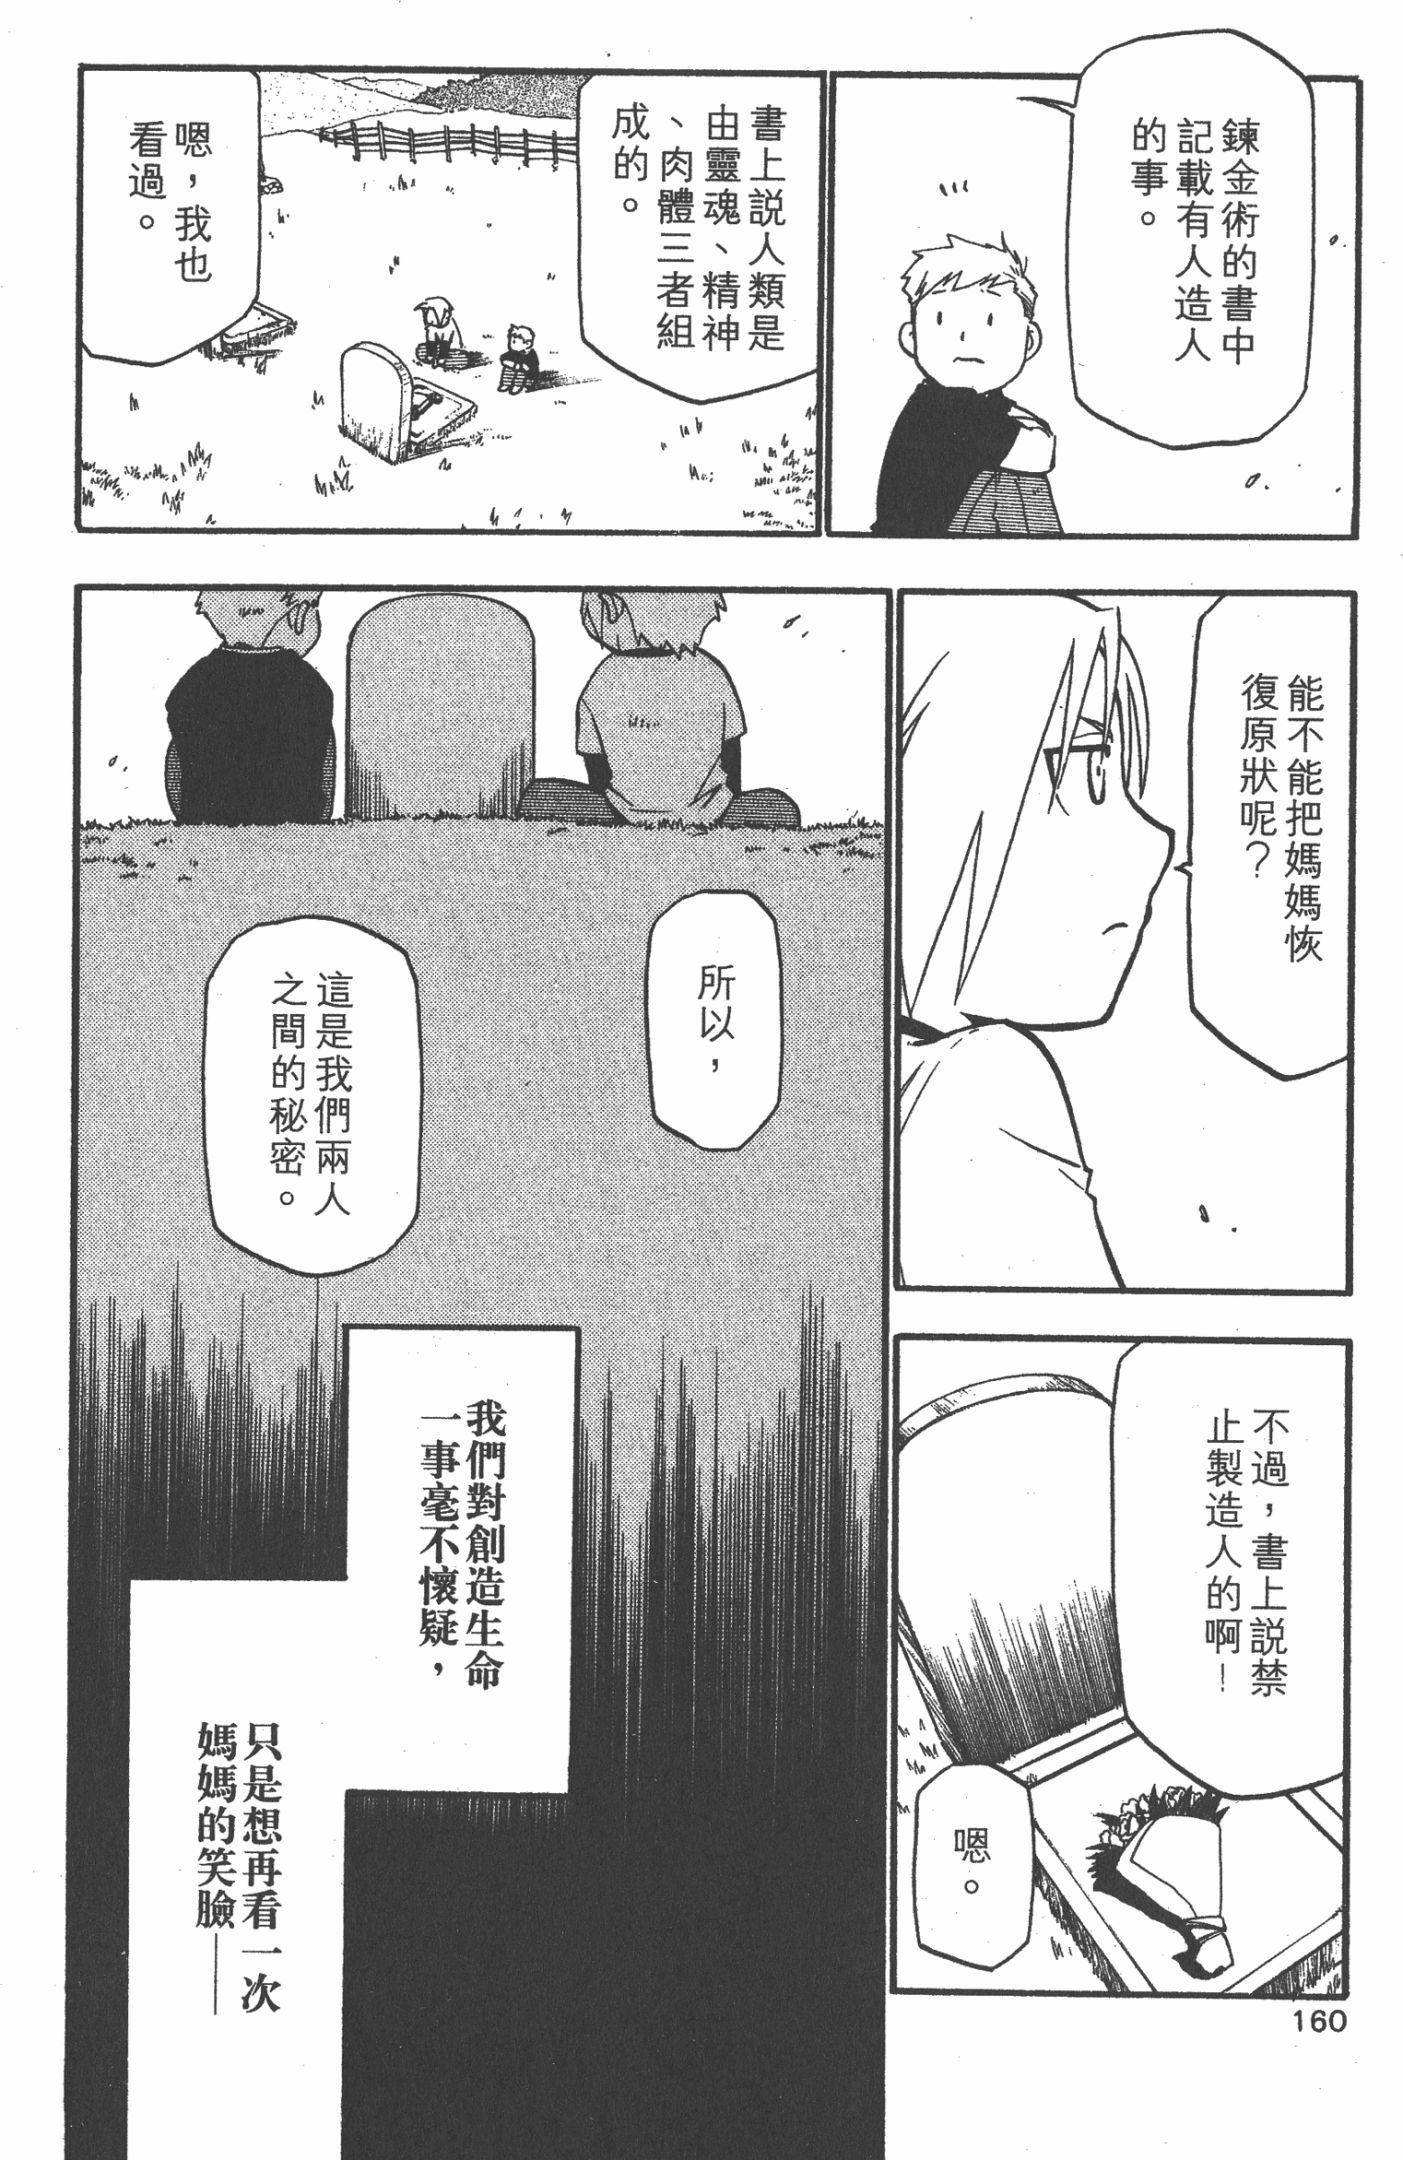 鍊金術的書中
記載有人造人
的事。
書上說人類是
由靈魂、精神
、肉體三者組
成的。
嗯，我也
看過。
能不能把媽媽恢
復原狀呢？
不過，書上說禁
止製造人的啊！
嗯。
所以，
這是我們兩人
之間的秘密。
我們對創造生命
一事毫不懷疑，
只是想再看一次
媽媽的笑臉——
160